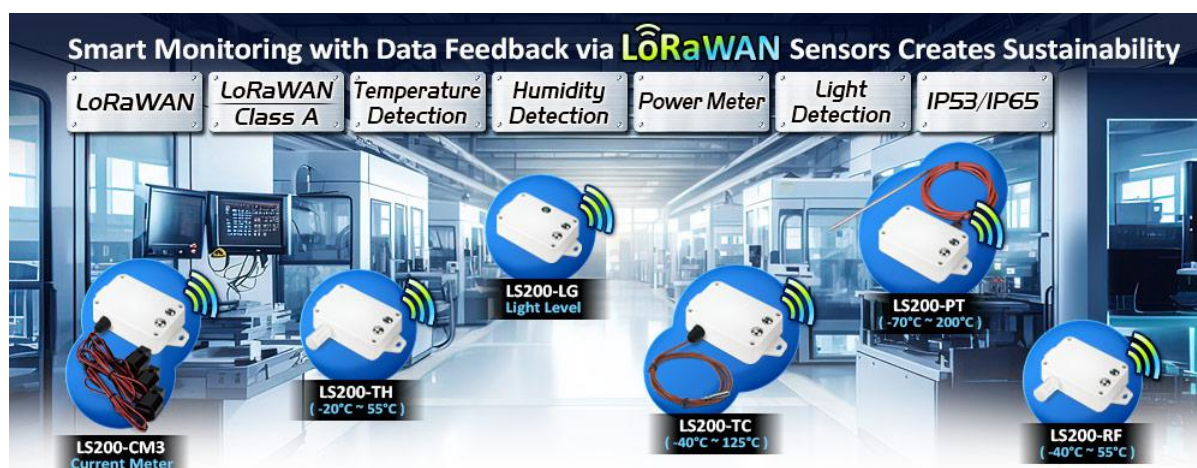 Smart Monitoring with Data Feedback via LoRaWAN Sensors Creates Sustainability
LoRaWAN
LoRaWAN
Class A
Temperature
Detection
Humidity
Detection
Power Meter
Light
Detection
IP53/IP65
LS200-LG
Light Level
LS200-PT
( -70°C ~ 200°C )
LS200-TH
( -20°C ~ 55°C )
LS200-TC
( -40°C ~ 125°C )
LS200-RF
( -40°C ~ 55°C )
LS200-CM3
Current Meter